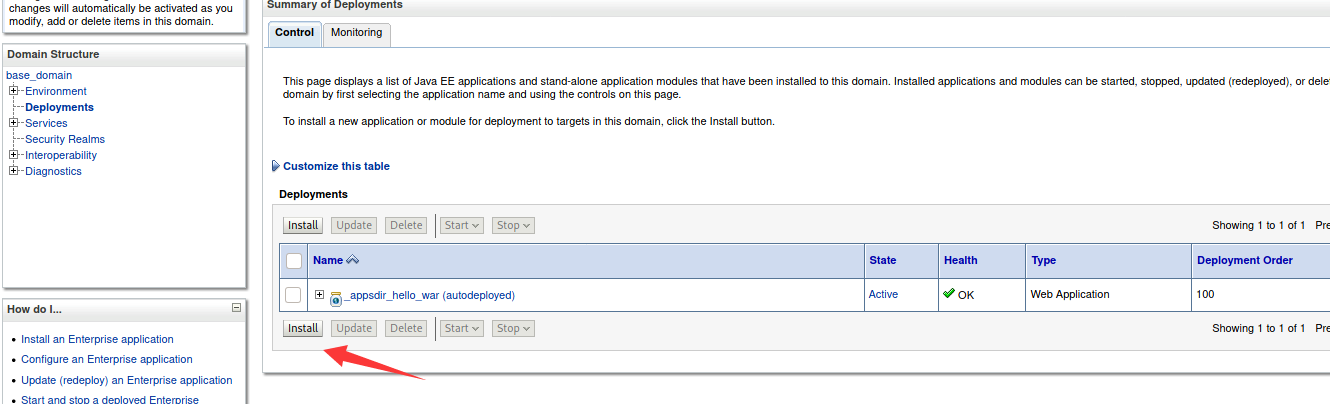 changes will automatically be activated as you
modify, add or delete items in this domain.
Domain Structure
base_domain
Environment
Deployments
Services
Security Realms
Interoperability
Diagnostics
How do I...
Install an Enterprise application
Configure an Enterprise application
Update (redeploy) an Enterprise application
Start and stop a deployed Enterprise
Summary of Deployments
Control Monitoring
This page displays a list of Java EE applications and stand-alone application modules that have been installed to this domain. Installed applications and modules can be started, stopped, updated (redeployed), or dele
domain by first selecting the application name and using the controls on this page.
To install a new application or module for deployment to targets in this domain, click the Install button.
Customize this table
Deployments
Install Update Delete Start Stop Showing 1 to 1 of 1 Pre
Name State Health Type Deployment Order
_appsdir_hello_war (autodeployed) Active OK Web Application 100
Install Update Delete Start Stop Showing 1 to 1 of 1 Pre